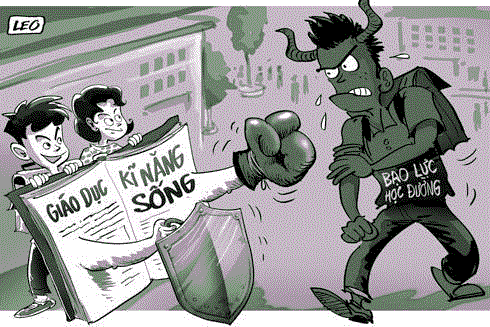 LEO
GIÁO DỤC
KĨ NĂNG
SỐNG
BẠO LỰC
HỌC ĐƯỜNG